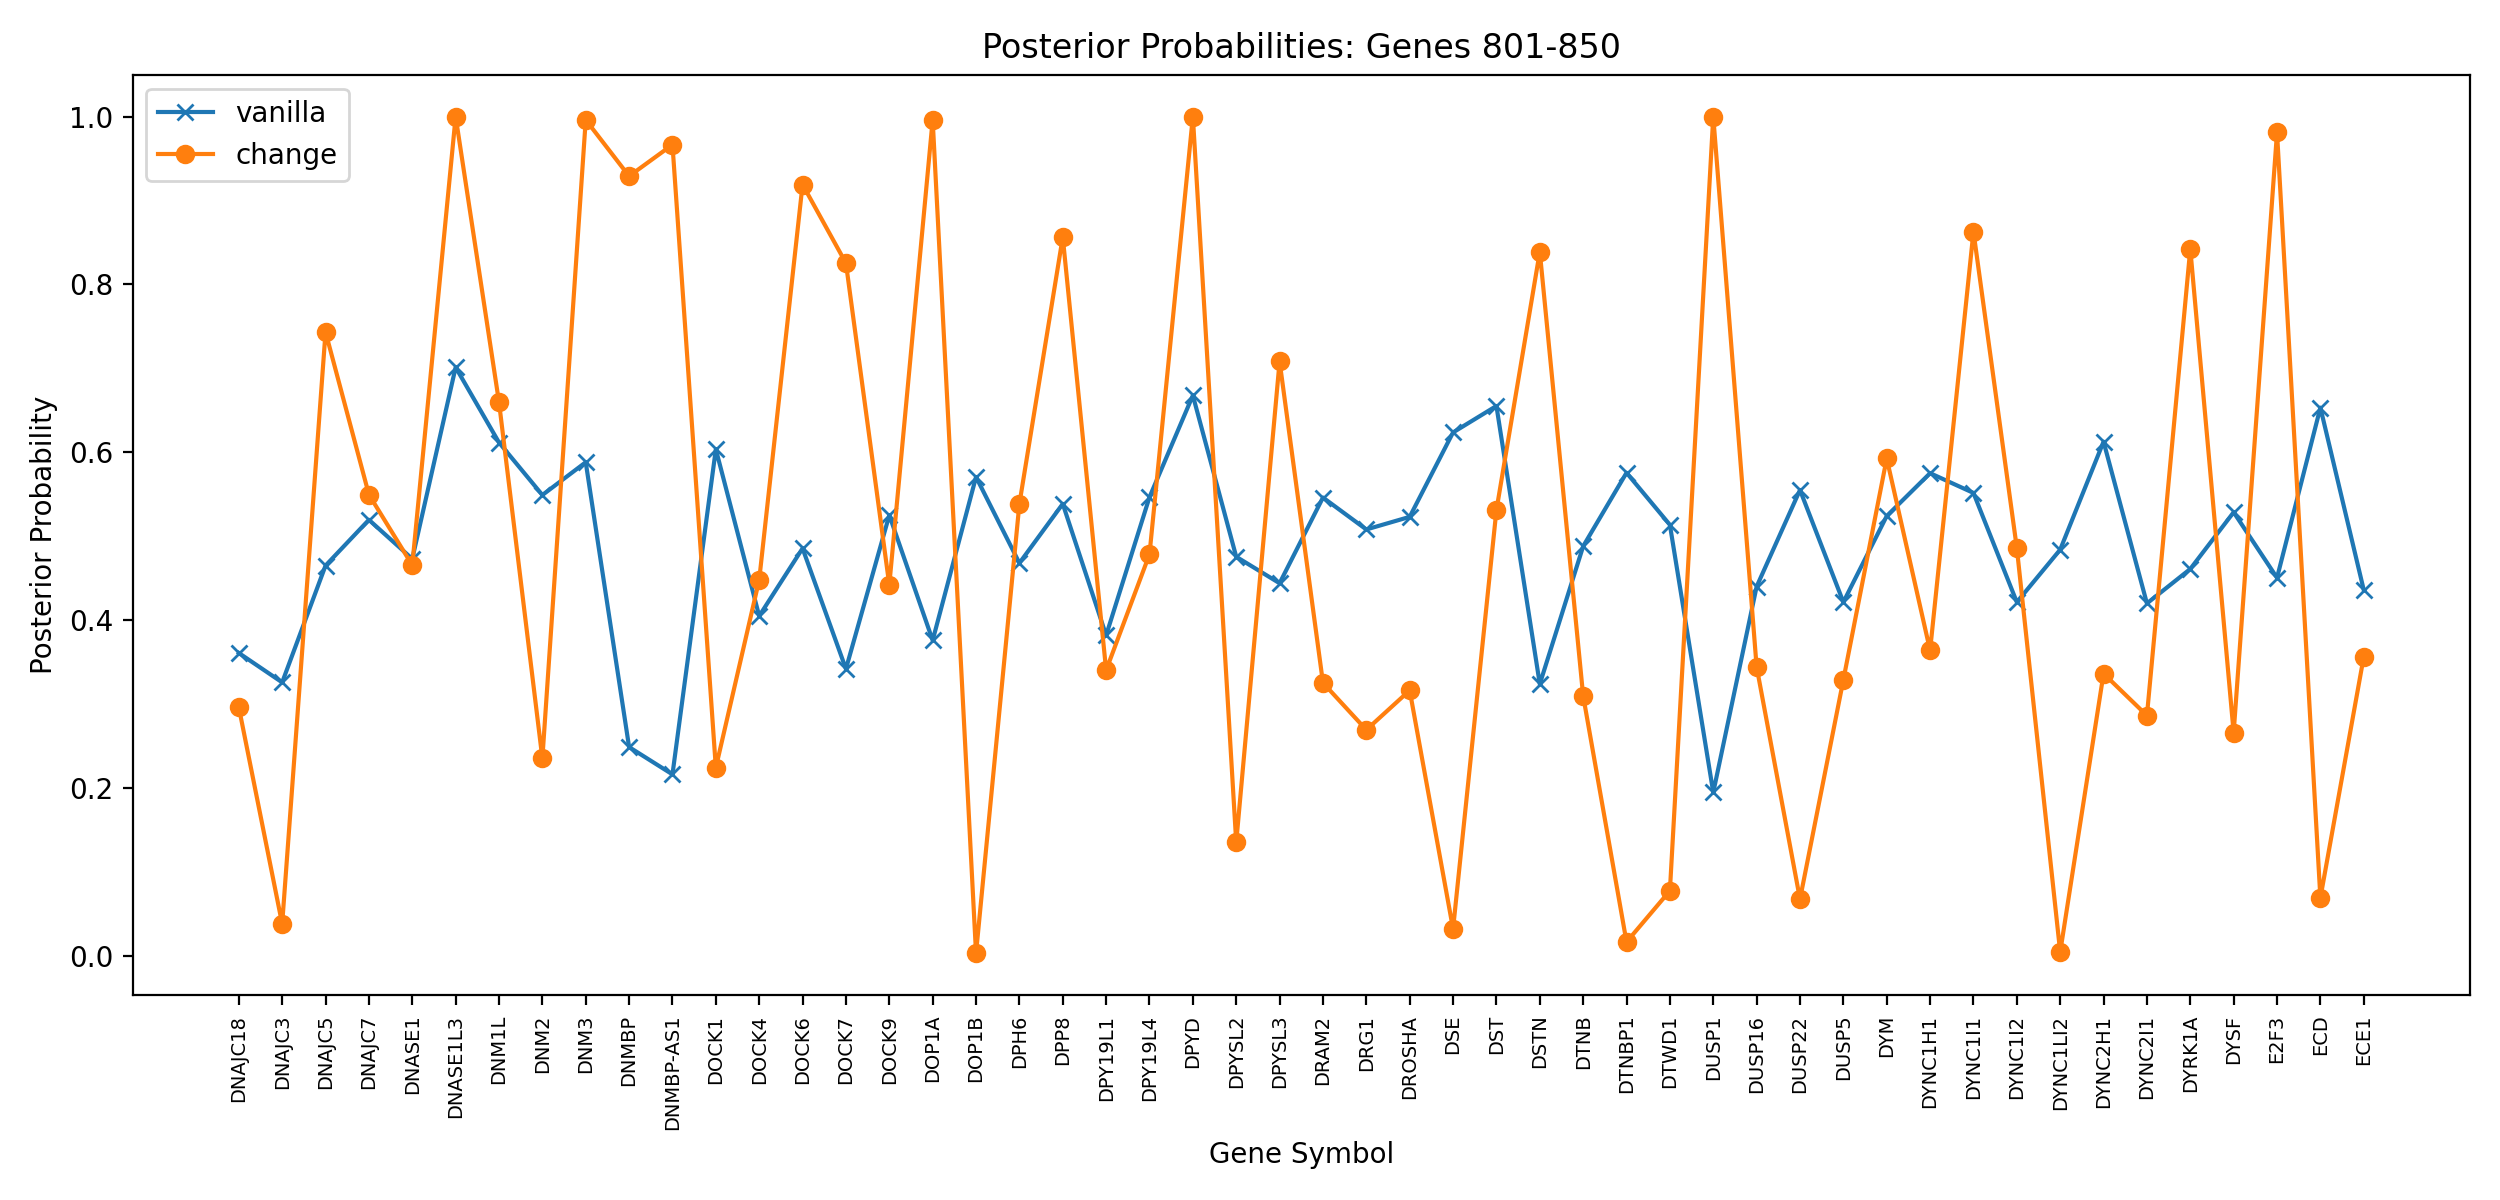 Posterior Probabilities: Genes 801-850
vanilla
change
Posterior Probability
1.0
0.8
0.6
0.4
0.2
0.0
DNAJC18
DNAJC3
DNAJC5
DNAJC7
DNASE1
DNASE1L3
DNM1L
DNM2
DNM3
DNMBP
DNMBP-AS1
DOCK1
DOCK4
DOCK6
DOCK7
DOCK9
DOP1A
DOP1B
DPH6
DPP8
DPY19L1
DPY19L4
DPYD
DPYSL2
DPYSL3
DRAM2
DRG1
DROSHA
DSE
DST
DSTN
DTNB
DTNBP1
DTWD1
DUSP1
DUSP16
DUSP22
DUSP5
DYM
DYNC1H1
DYNC1I1
DYNC1I2
DYNC1LI2
DYNC2H1
DYNC2I1
DYRK1A
DYSF
E2F3
ECD
ECE1
Gene Symbol